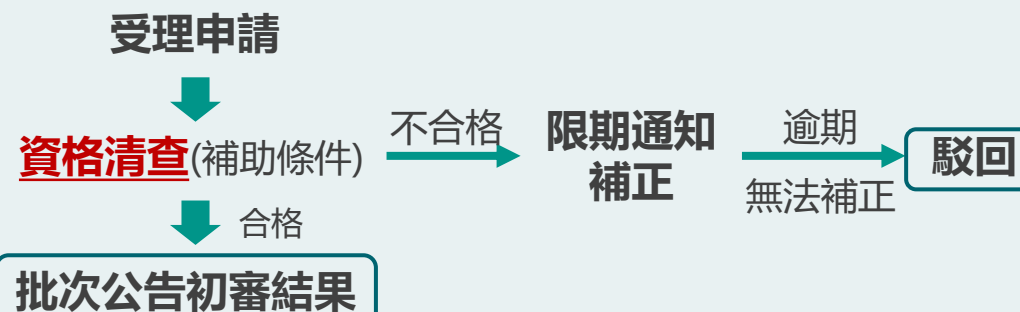 受理申請
資格清查(補助條件)
不合格
限期通知
補正
逾期
無法補正
駁回
合格
批次公告初審結果